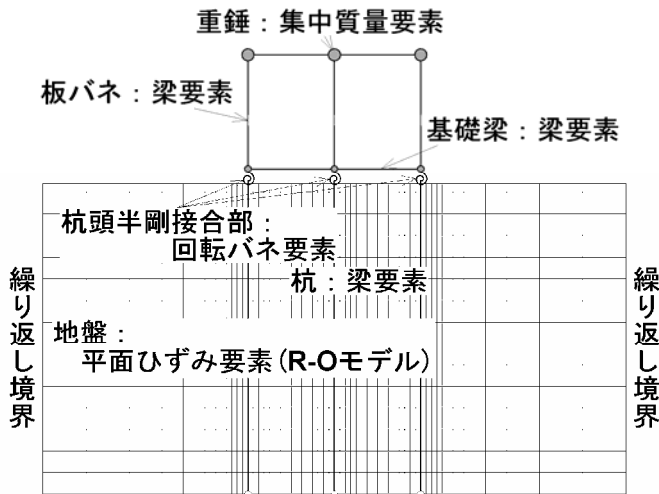 重錘：集中質量要素
板バネ：梁要素
基礎梁：梁要素
杭頭半剛接合部：
回転バネ要素
杭：梁要素
繰り返し境界
繰り返し境界
地盤：
平面ひずみ要素(R-Oモデル)